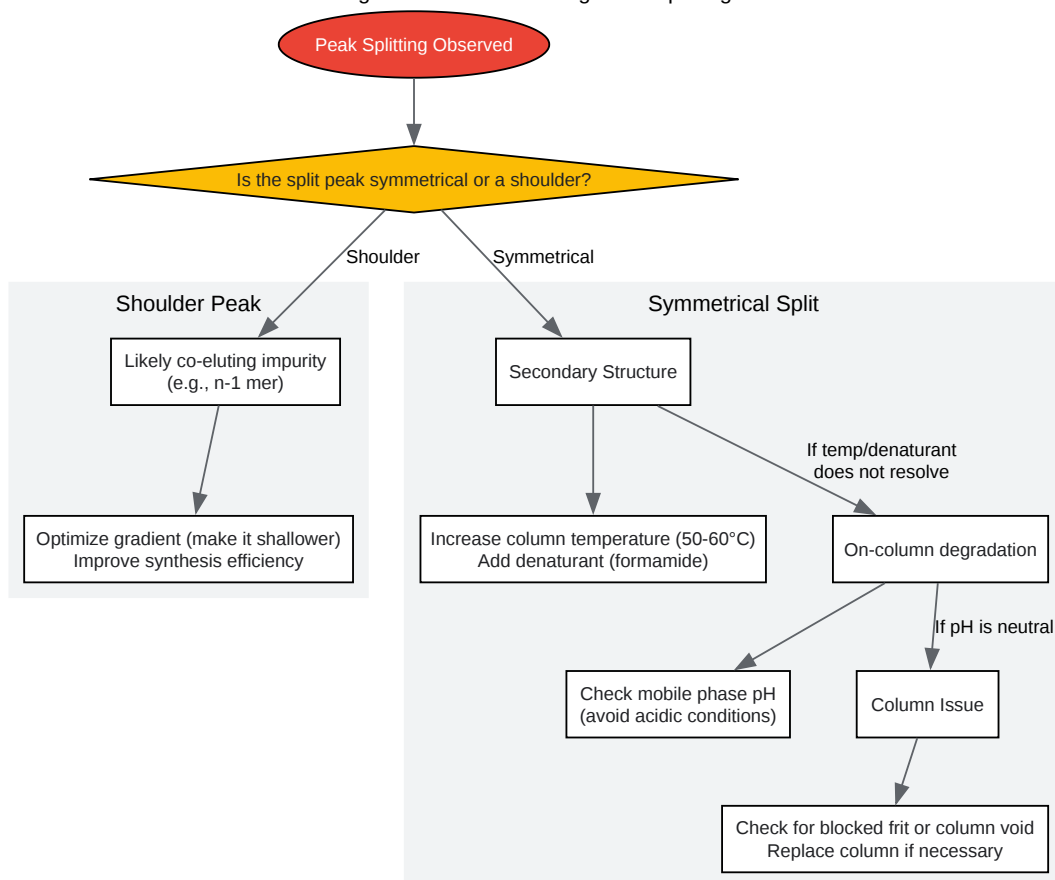 Peak Splitting Observed
Is the split peak symmetrical or a shoulder?
Shoulder
Symmetrical
Shoulder Peak
Symmetrical Split
Likely co-eluting impurity
(e.g., n-1 mer)
Secondary Structure
If temp/denaturant
does not resolve
Optimize gradient (make it shallower)
Improve synthesis efficiency
Increase column temperature (50-60°C)
Add denaturant (formamide)
On-column degradation
If pH is neutral
Check mobile phase pH
(avoid acidic conditions)
Column Issue
Check for blocked frit or column void
Replace column if necessary